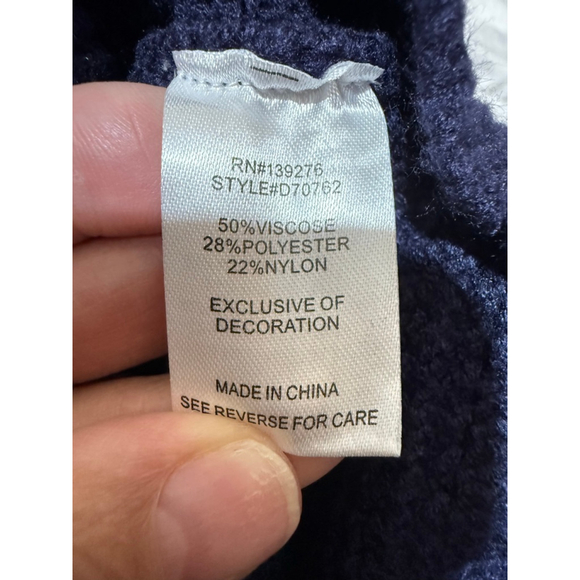 RN#139276
STYLE#D70762
50%VISCOSE
28%POLYESTER
22%NYLON
EXCLUSIVE OF
DECORATION
MADE IN CHINA
SEE REVERSE FOR CARE